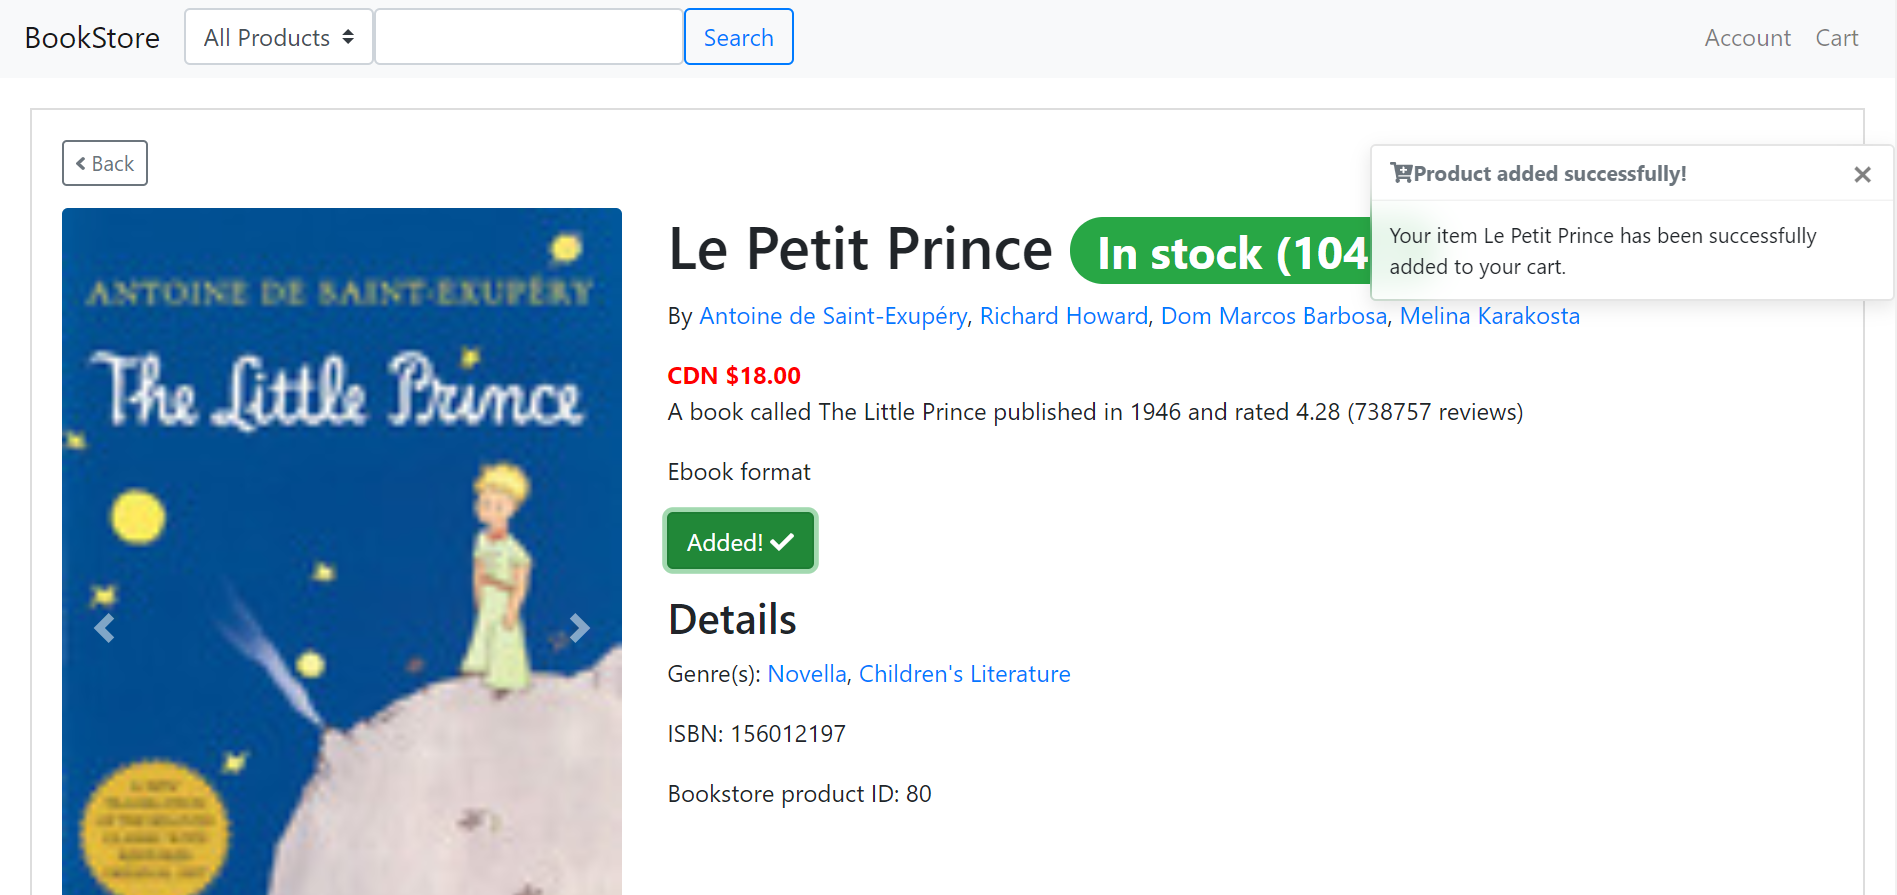 BookStore All Products Search Account Cart
Back
Product added successfully!
Your item Le Petit Prince has been successfully
added to your cart.
ANTOINE DE SAINT-EXUPÉRY
The Little Prince
Le Petit Prince In stock (104
By Antoine de Saint-Exupéry, Richard Howard, Dom Marcos Barbosa, Melina Karakosta
CDN $18.00
A book called The Little Prince published in 1946 and rated 4.28 (738757 reviews)
Ebook format
Added!
Details
Genre(s): Novella, Children's Literature
ISBN: 156012197
Bookstore product ID: 80